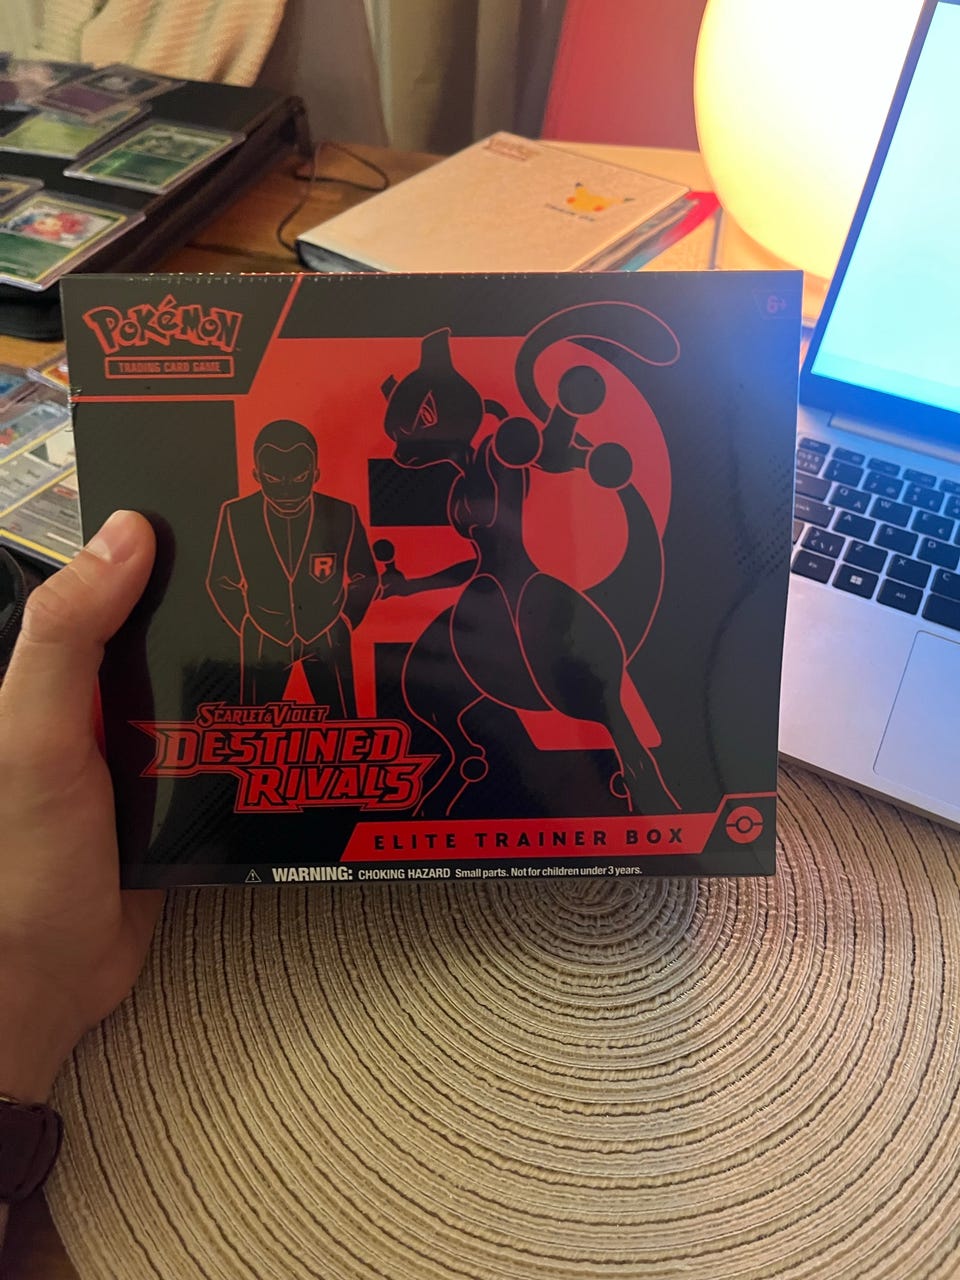 POKéMON
TRADING CARD GAME
6+
R
SCARLET & VIOLET
DESTINED
RIVALS
ELITE TRAINER BOX
WARNING: CHOKING HAZARD Small parts. Not for children under 3 years.